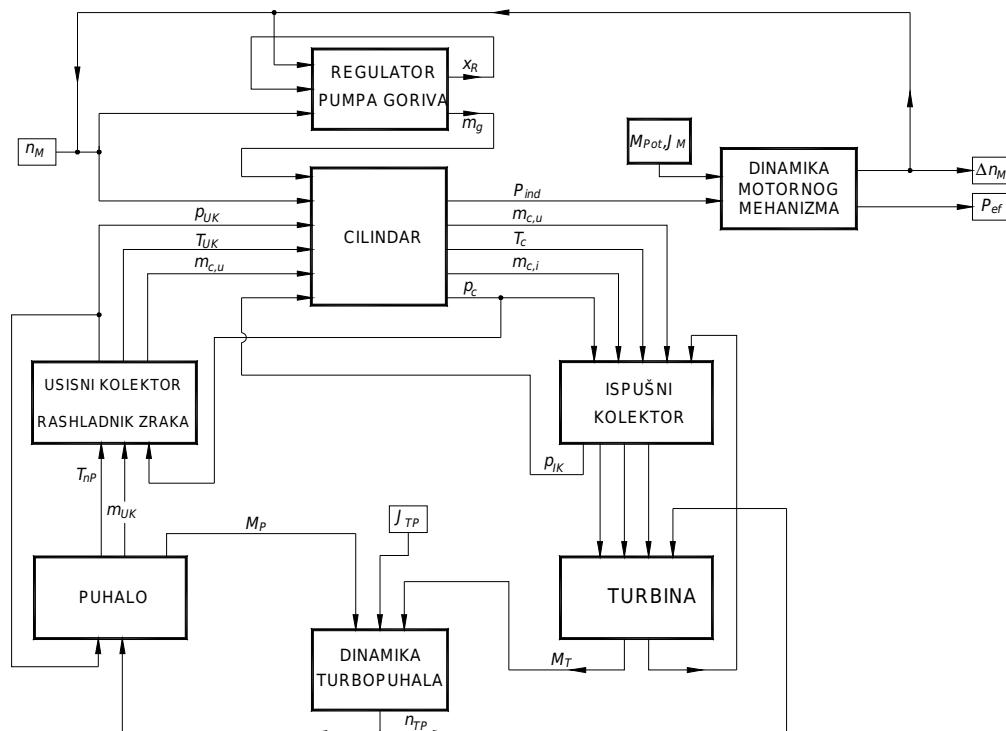 REGULATOR
PUMPA GORIVA
x_R
m_g
n_M
M_Pot, J_M
DINAMIKA
MOTORNOG
MEHANIZMA
Δn_M
P_ef
CILINDAR
P_ind
m_c,u
T_c
m_c,i
p_c
p_UK
T_UK
m_c,u
USISNI KOLEKTOR
RASHLADNIK ZRAKA
ISPUŠNI
KOLEKTOR
p_IK
T_nP
m_UK
M_P
J_TP
PUHALO
TURBINA
DINAMIKA
TURBOPUHALA
M_T
n_TP